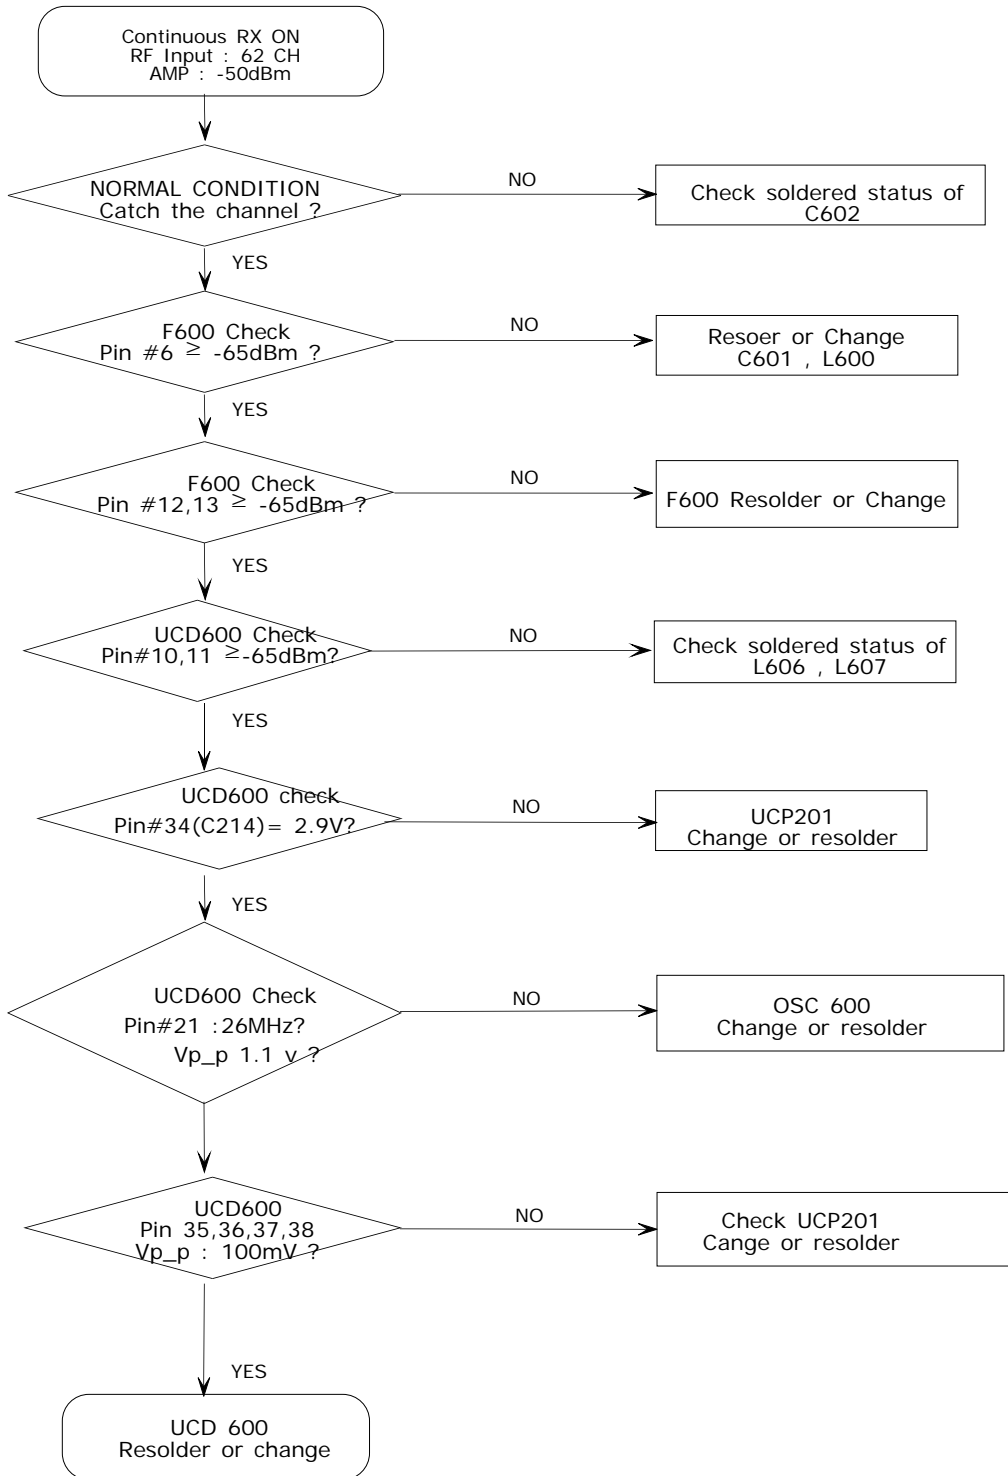 Continuous RX ON
RF Input : 62 CH
AMP : -50dBm
NORMAL CONDITION
Catch the channel ?
NO
Check soldered status of
C602
YES
F600 Check
Pin #6 ≥ -65dBm ?
NO
Resoer or Change
C601 , L600
YES
F600 Check
Pin #12,13 ≥ -65dBm ?
NO
F600 Resolder or Change
YES
UCD600 Check
Pin#10,11 ≥-65dBm?
NO
Check soldered status of
L606 , L607
YES
UCD600 check
Pin#34(C214)= 2.9V?
NO
UCP201
Change or resolder
YES
UCD600 Check
Pin#21 :26MHz?
Vp_p 1.1 v ?
NO
OSC 600
Change or resolder
UCD600
Pin 35,36,37,38
Vp_p : 100mV ?
NO
Check UCP201
Cange or resolder
YES
UCD 600
Resolder or change